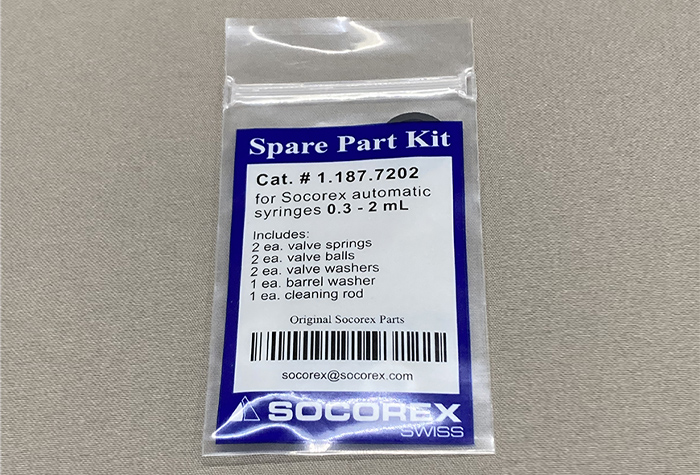 Spare Part Kit
Cat. # 1.187.7202
for Socorex automatic
syringes 0.3 - 2 mL
Includes:
2 ea. valve springs
2 ea. valve balls
2 ea. valve washers
1 ea. barrel washer
1 ea. cleaning rod
Original Socorex Parts
socorex@socorex.com
SOCOREX
SWISS